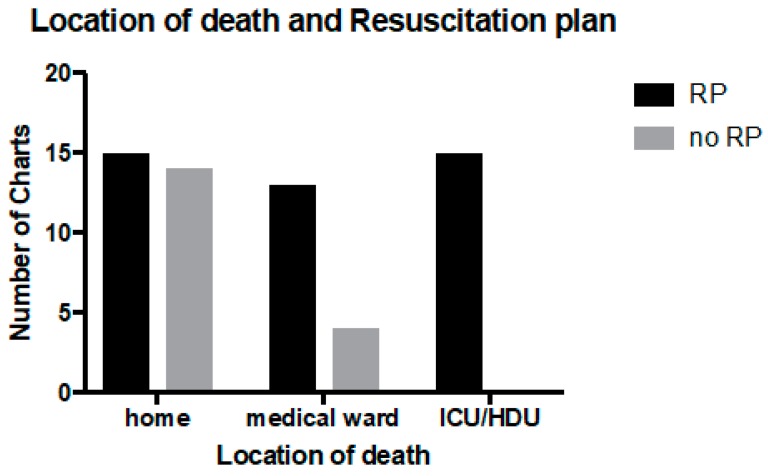 Location of death and Resuscitation plan
20
15
10
5
0
Number of Charts
home
medical ward
ICU/HDU
Location of death
RP
no RP